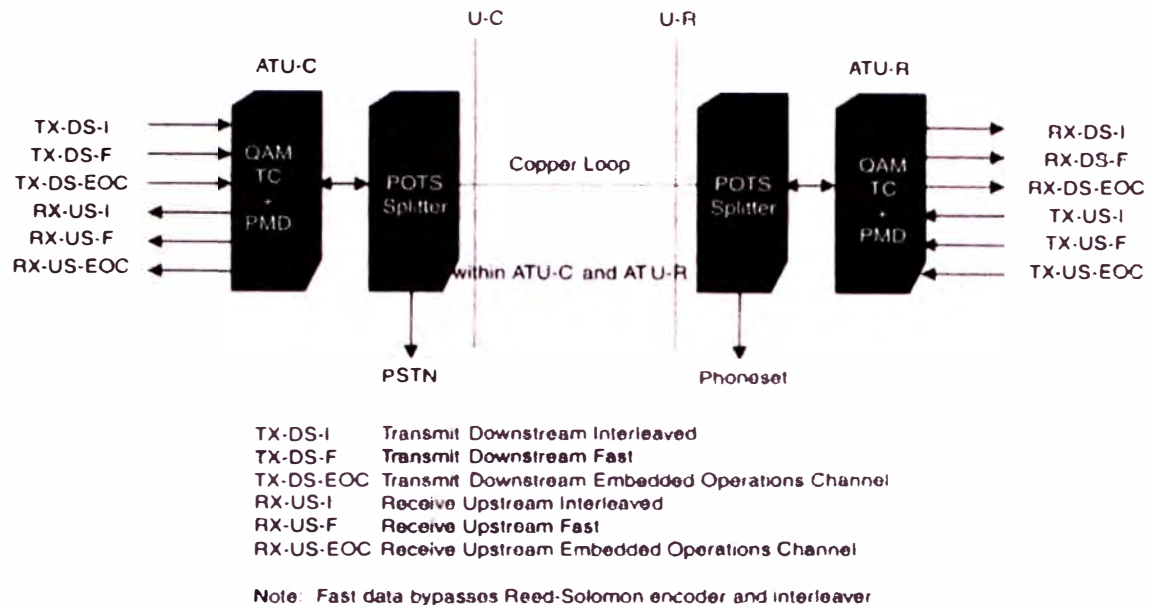 U-C U-R
ATU-C ATU-R
TX-DS-I
TX-DS-F
TX-DS-EOC
RX-US-I
RX-US-F
RX-US-EOC
QAM
TC
+
PMD
POTS
Splitter
Copper Loop
within ATU-C and ATU-R
POTS
Splitter
QAM
TC
+
PMD
RX-DS-I
RX-DS-F
RX-DS-EOC
TX-US-I
TX-US-F
TX-US-EOC
PSTN Phoneset
TX-DS-I Transmit Downstream Interleaved
TX-DS-F Transmit Downstream Fast
TX-DS-EOC Transmit Downstream Embedded Operations Channel
RX-US-I Receive Upstream Interleaved
RX-US-F Receive Upstream Fast
RX-US-EOC Receive Upstream Embedded Operations Channel
Note: Fast data bypasses Reed-Solomon encoder and interleaver